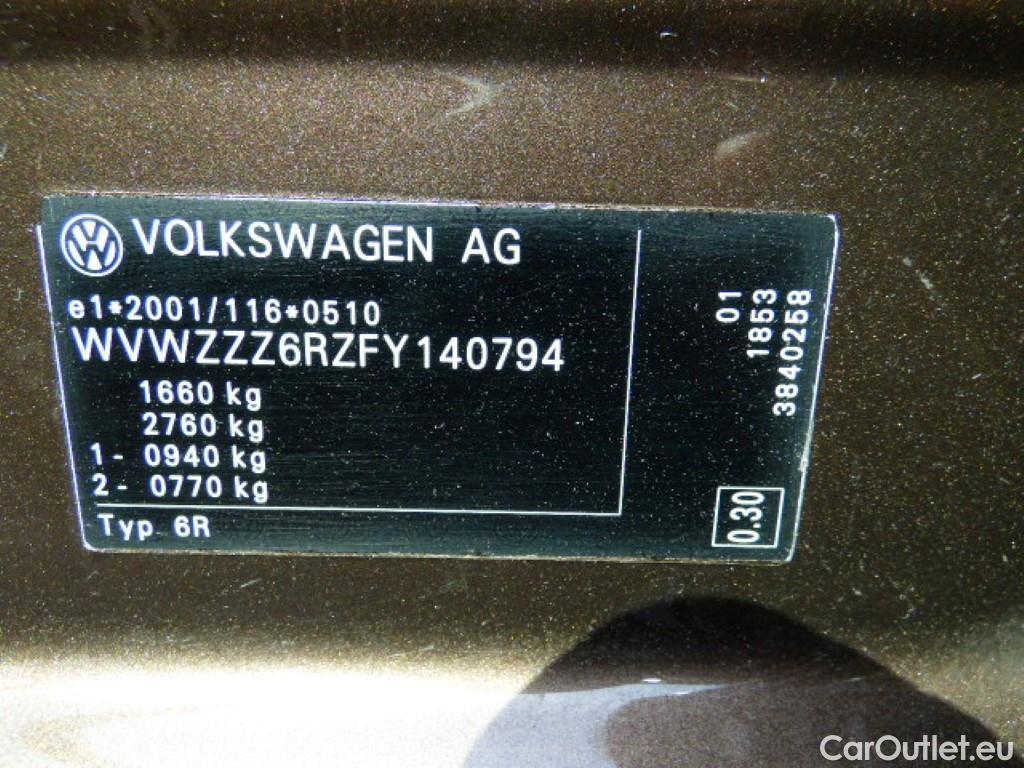 VOLKSWAGEN AG
e1*2001/116*0510
WVWZZZ6RZFY140794
1660 kg
2760 kg
1- 0940 kg
2- 0770 kg
Typ 6R
01
1853
3840258
0.30
CarOutlet.eu